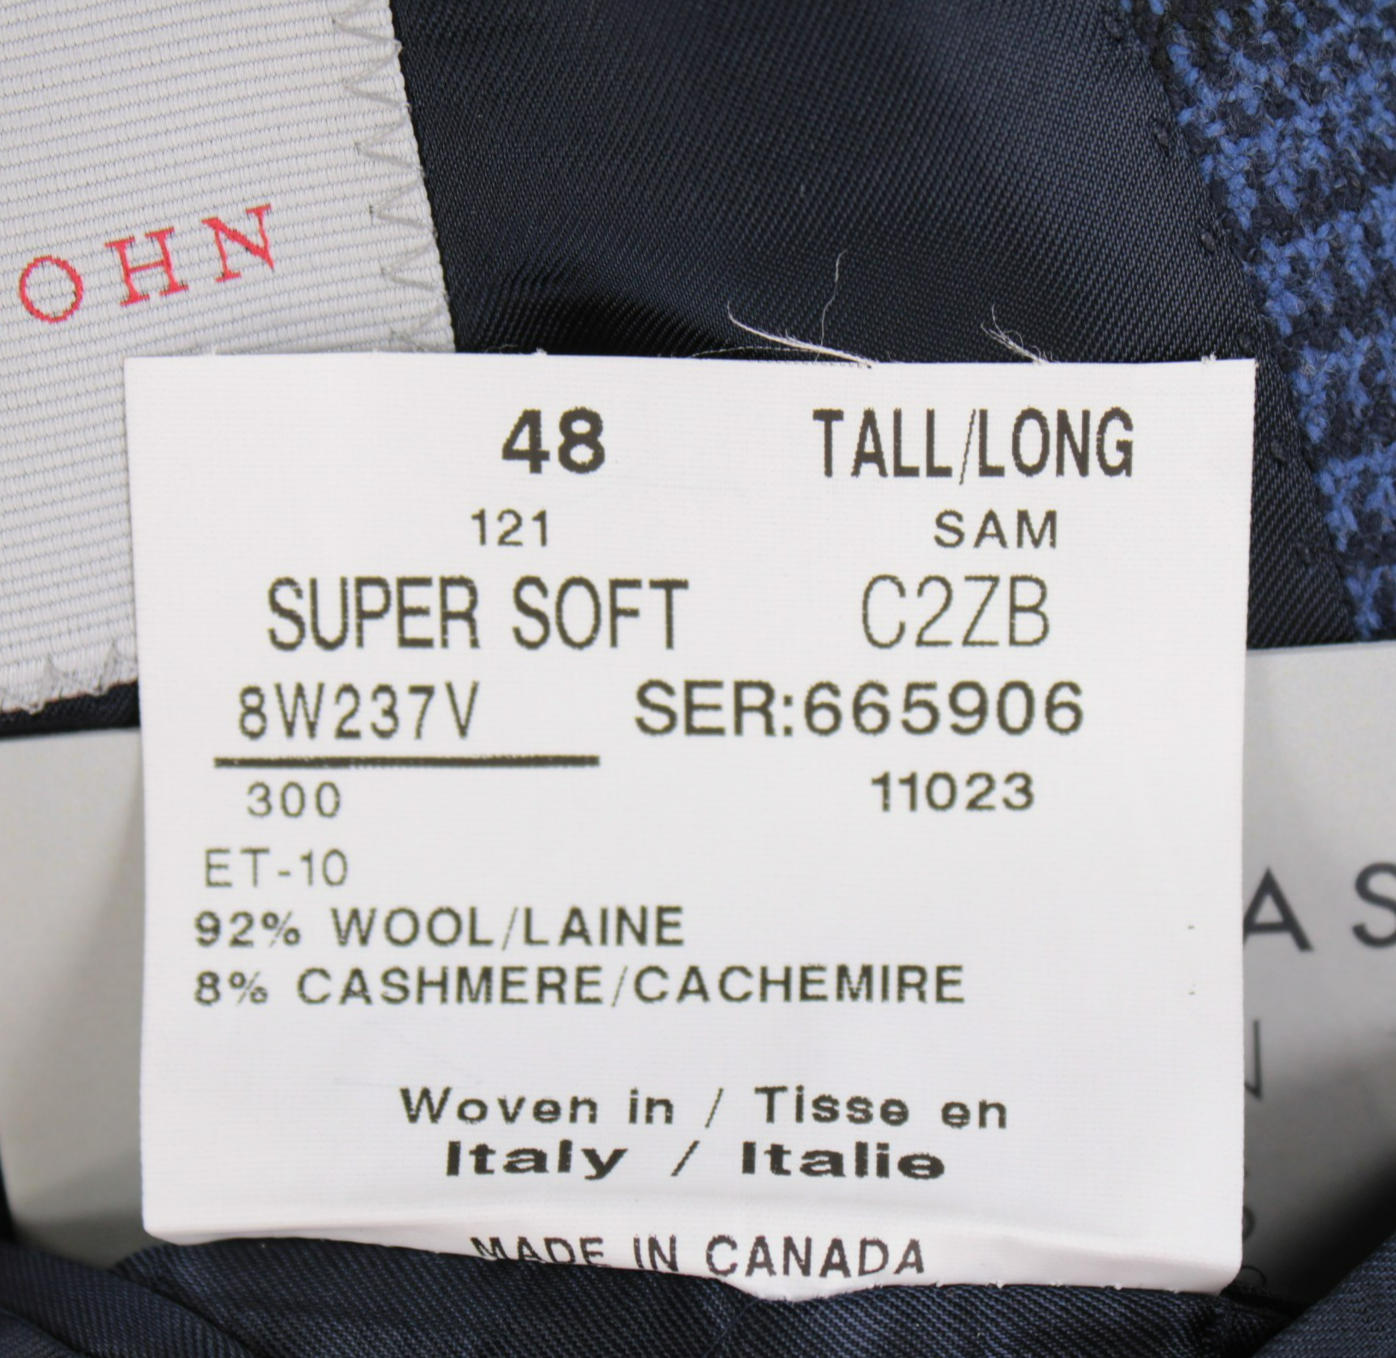 OHN
48 TALL/LONG
121 SAM
SUPER SOFT C2ZB
8W237V SER:665906
300 11023
ET-10
92% WOOL/LAINE
8% CASHMERE/CACHEMIRE
Woven in / Tisse en
Italy / Italie
MADE IN CANADA
AS